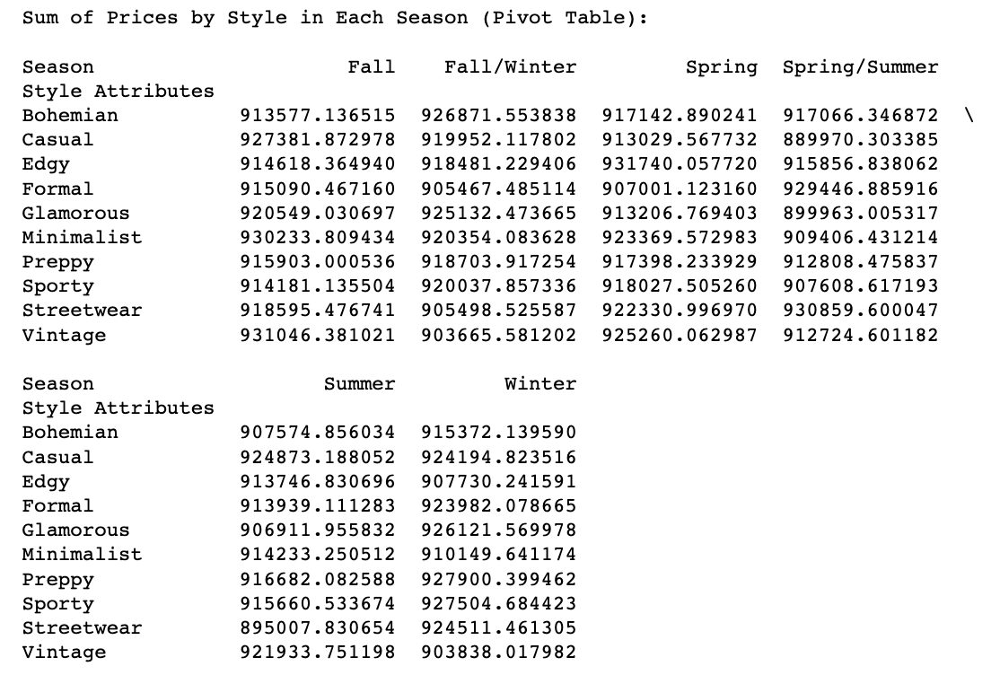 Sum of Prices by Style in Each Season (Pivot Table):
Season Fall Fall/Winter Spring Spring/Summer
Style Attributes
Bohemian 913577.136515 926871.553838 917142.890241 917066.346872 \
Casual 927381.872978 919952.117802 913029.567732 889970.303385
Edgy 914618.364940 918481.229406 931740.057720 915856.838062
Formal 915090.467160 905467.485114 907001.123160 929446.885916
Glamorous 920549.030697 925132.473665 913206.769403 899963.005317
Minimalist 930233.809434 920354.083628 923369.572983 909406.431214
Preppy 915903.000536 918703.917254 917398.233929 912808.475837
Sporty 914181.135504 920037.857336 918027.505260 907608.617193
Streetwear 918595.476741 905498.525587 922330.996970 930859.600047
Vintage 931046.381021 903665.581202 925260.062987 912724.601182
Season Summer Winter
Style Attributes
Bohemian 907574.856034 915372.139590
Casual 924873.188052 924194.823516
Edgy 913746.830696 907730.241591
Formal 913939.111283 923982.078665
Glamorous 906911.955832 926121.569978
Minimalist 914233.250512 910149.641174
Preppy 916682.082588 927900.399462
Sporty 915660.533674 927504.684423
Streetwear 895007.830654 924511.461305
Vintage 921933.751198 903838.017982